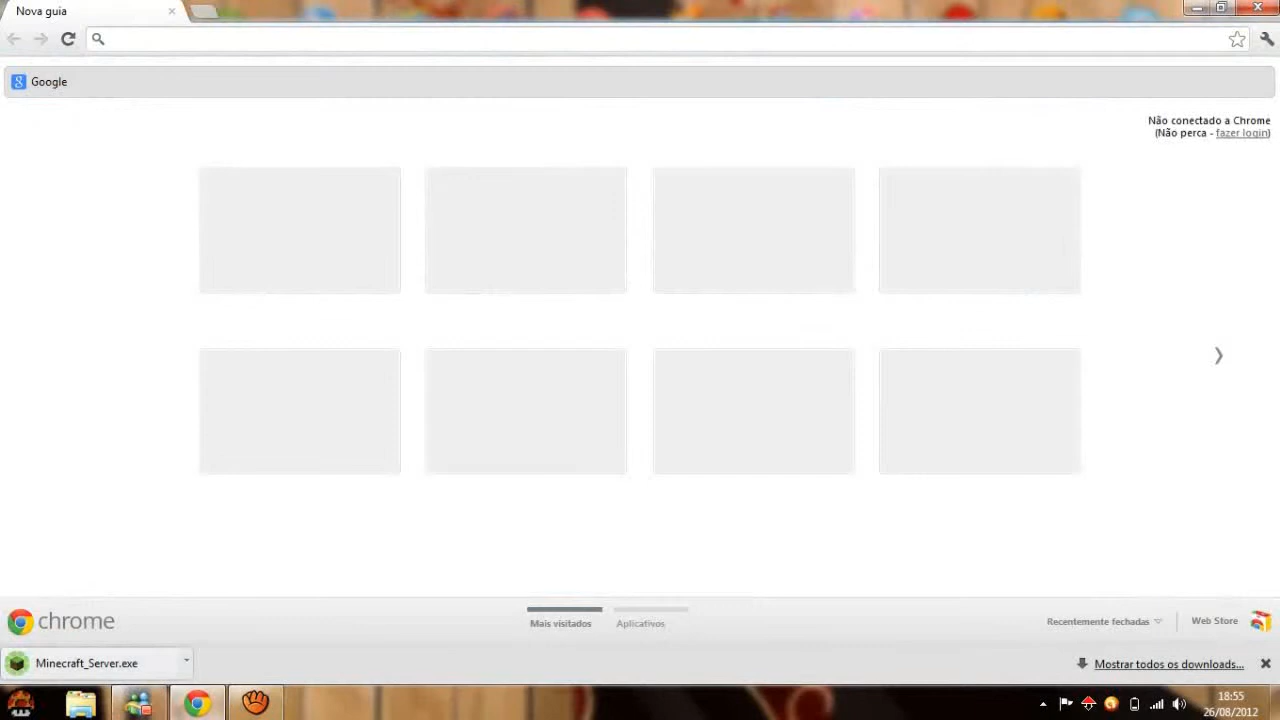 Nova guia
Google
Não conectado a Chrome
(Não perca - fazer login)
chrome
Mais visitados
Aplicativos
Recentemente fechadas
Web Store
Minecraft_Server.exe
Mostrar todos os downloads...
18:55
26/08/2012